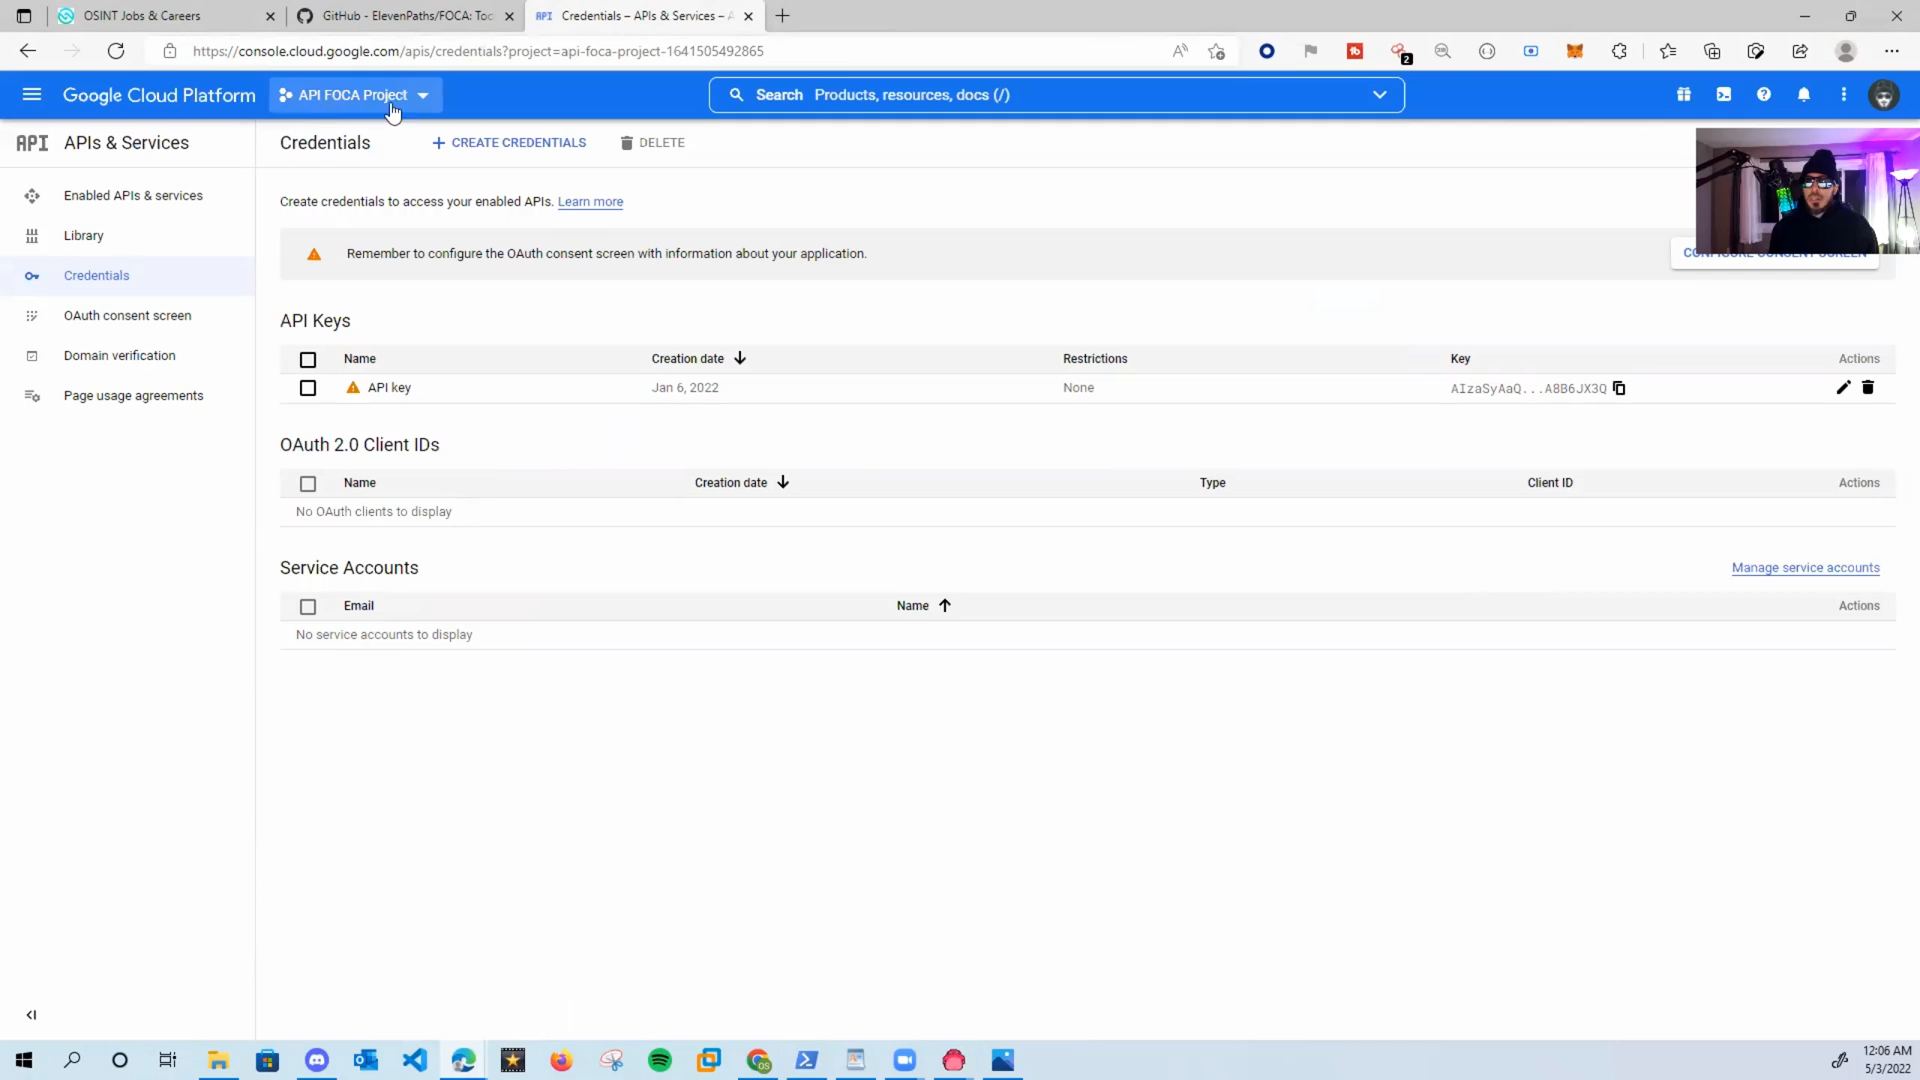 OSINT Jobs & Careers
GitHub - ElevenPaths/FOCA: Too
API Credentials – APIs & Services –
https://console.cloud.google.com/apis/credentials?project=api-foca-project-1641505492865
2
Google Cloud Platform
API FOCA Project
Search Products, resources, docs (/)
API APIs & Services
Credentials
+ CREATE CREDENTIALS
DELETE
Enabled APIs & services
Library
Credentials
OAuth consent screen
Domain verification
Page usage agreements
Create credentials to access your enabled APIs. Learn more
Remember to configure the OAuth consent screen with information about your application.
CONFIGURE CONSENT SCREEN
API Keys
Name Creation date Restrictions Key Actions
API key Jan 6, 2022 None AIzaSyAaQ...A8B6JX3Q
OAuth 2.0 Client IDs
Name Creation date Type Client ID Actions
No OAuth clients to display
Service Accounts
Manage service accounts
Email Name Actions
No service accounts to display
12:06 AM
5/3/2022